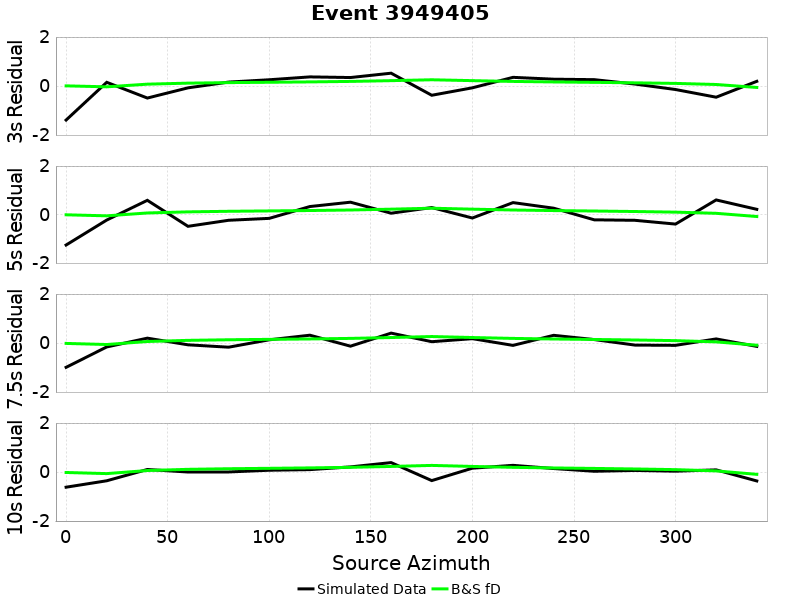 Event 3949405
3s Residual
2
0
-2
5s Residual
2
0
-2
7.5s Residual
2
0
-2
10s Residual
2
0
-2
0 50 100 150 200 250 300
Source Azimuth
Simulated Data B&S fD